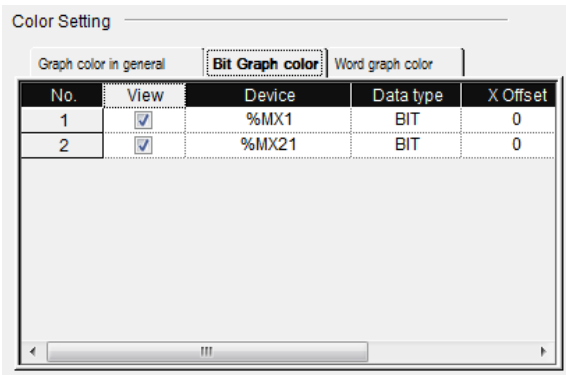 Color Setting
Graph color in general Bit Graph color Word graph color
No. View Device Data type X Offset
1 %MX1 BIT 0
2 %MX21 BIT 0